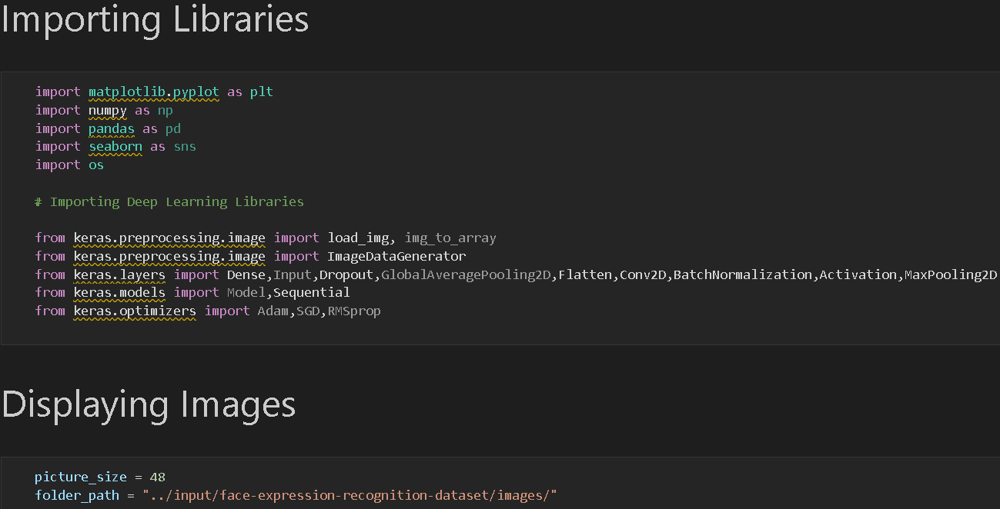 Importing Libraries
import matplotlib.pyplot as plt
import numpy as np
import pandas as pd
import seaborn as sns
import os
# Importing Deep Learning Libraries
from keras.preprocessing.image import load_img, img_to_array
from keras.preprocessing.image import ImageDataGenerator
from keras.layers import Dense,Input,Dropout,GlobalAveragePooling2D,Flatten,Conv2D,BatchNormalization,Activation,MaxPooling2D
from keras.models import Model,Sequential
from keras.optimizers import Adam,SGD,RMSprop
Displaying Images
picture_size = 48
folder_path = "../input/face-expression-recognition-dataset/images/"